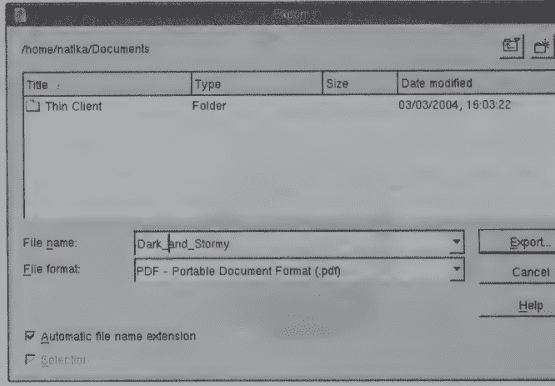 Export
/home/natika/Documents
Title Type Size Date modified
Thin Client Folder 03/03/2004, 16:03:22
File name: Dark_and_Stormy Export...
File format: PDF - Portable Document Format (.pdf) Cancel
Help
Automatic file name extension
Selection